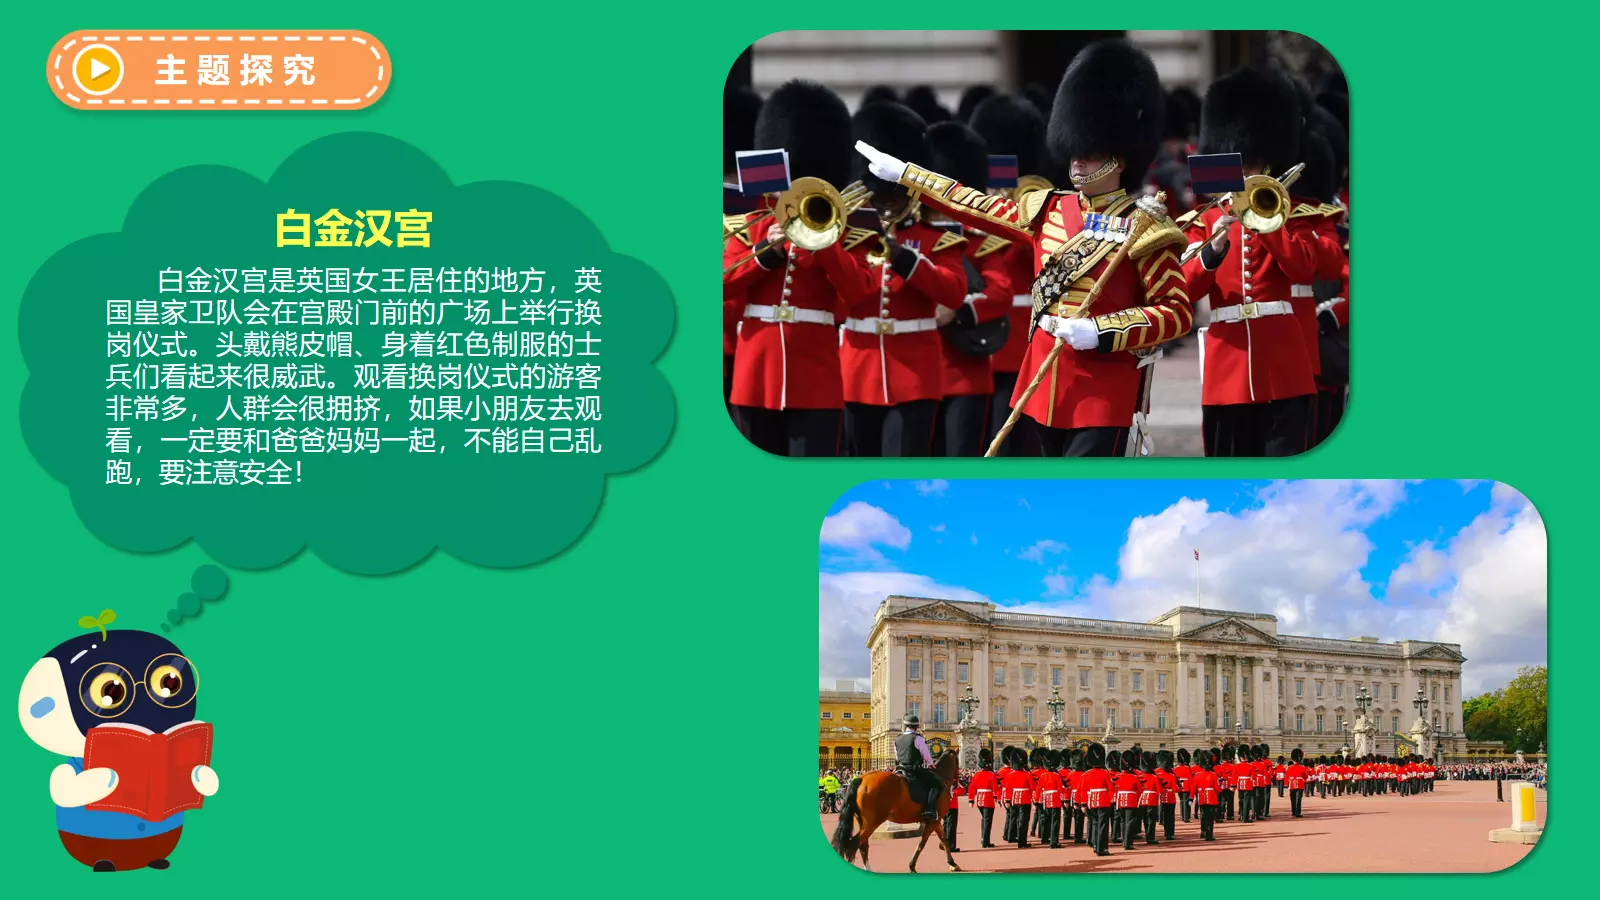 主题探究
白金汉宫
白金汉宫是英国女王居住的地方，英
国皇家卫队会在宫殿门前的广场上举行换
岗仪式。头戴熊皮帽、身着红色制服的士
兵们看起来很威武。观看换岗仪式的游客
非常多，人群会很拥挤，如果小朋友去观
看，一定要和爸爸妈妈一起，不能自己乱
跑，要注意安全！